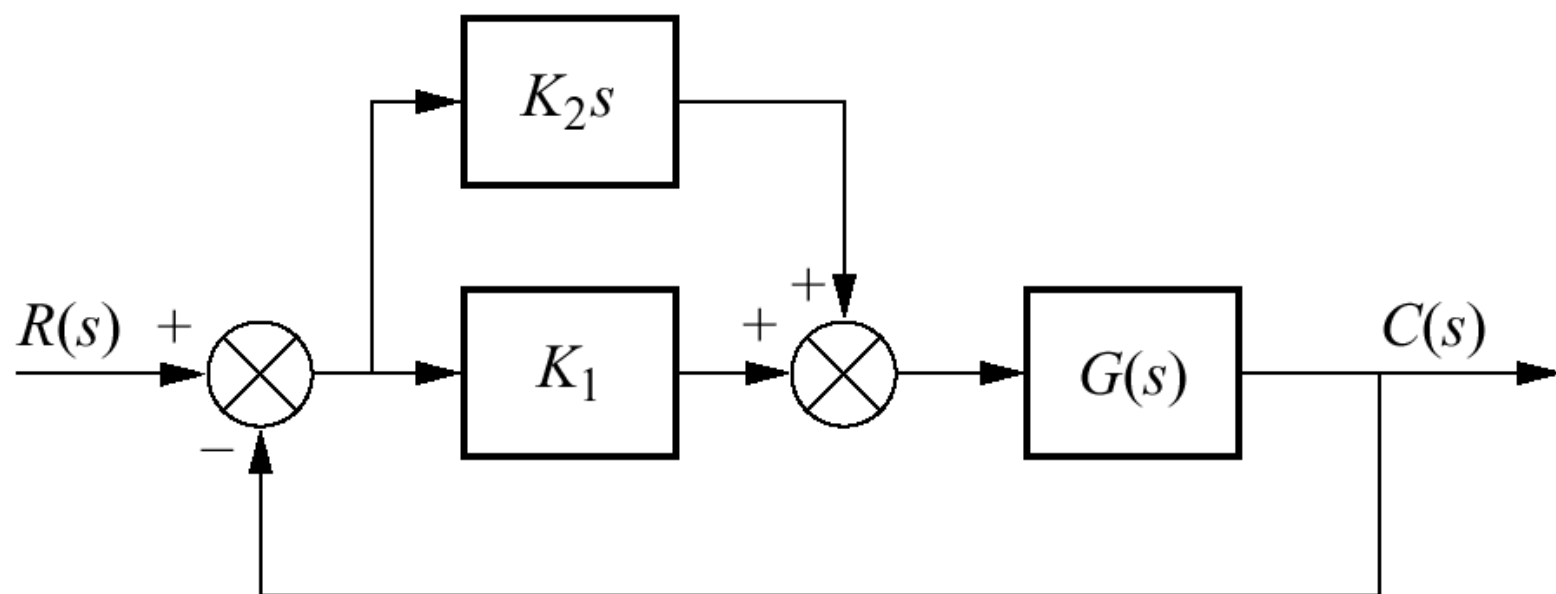 K₂s
+
R(s) + K₁ + G(s) C(s)
−